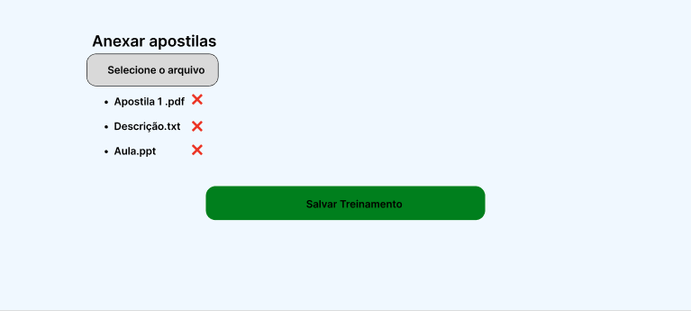 Anexar apostilas
Selecione o arquivo
• Apostila 1 .pdf ❌
• Descrição.txt ❌
• Aula.ppt ❌
Salvar Treinamento